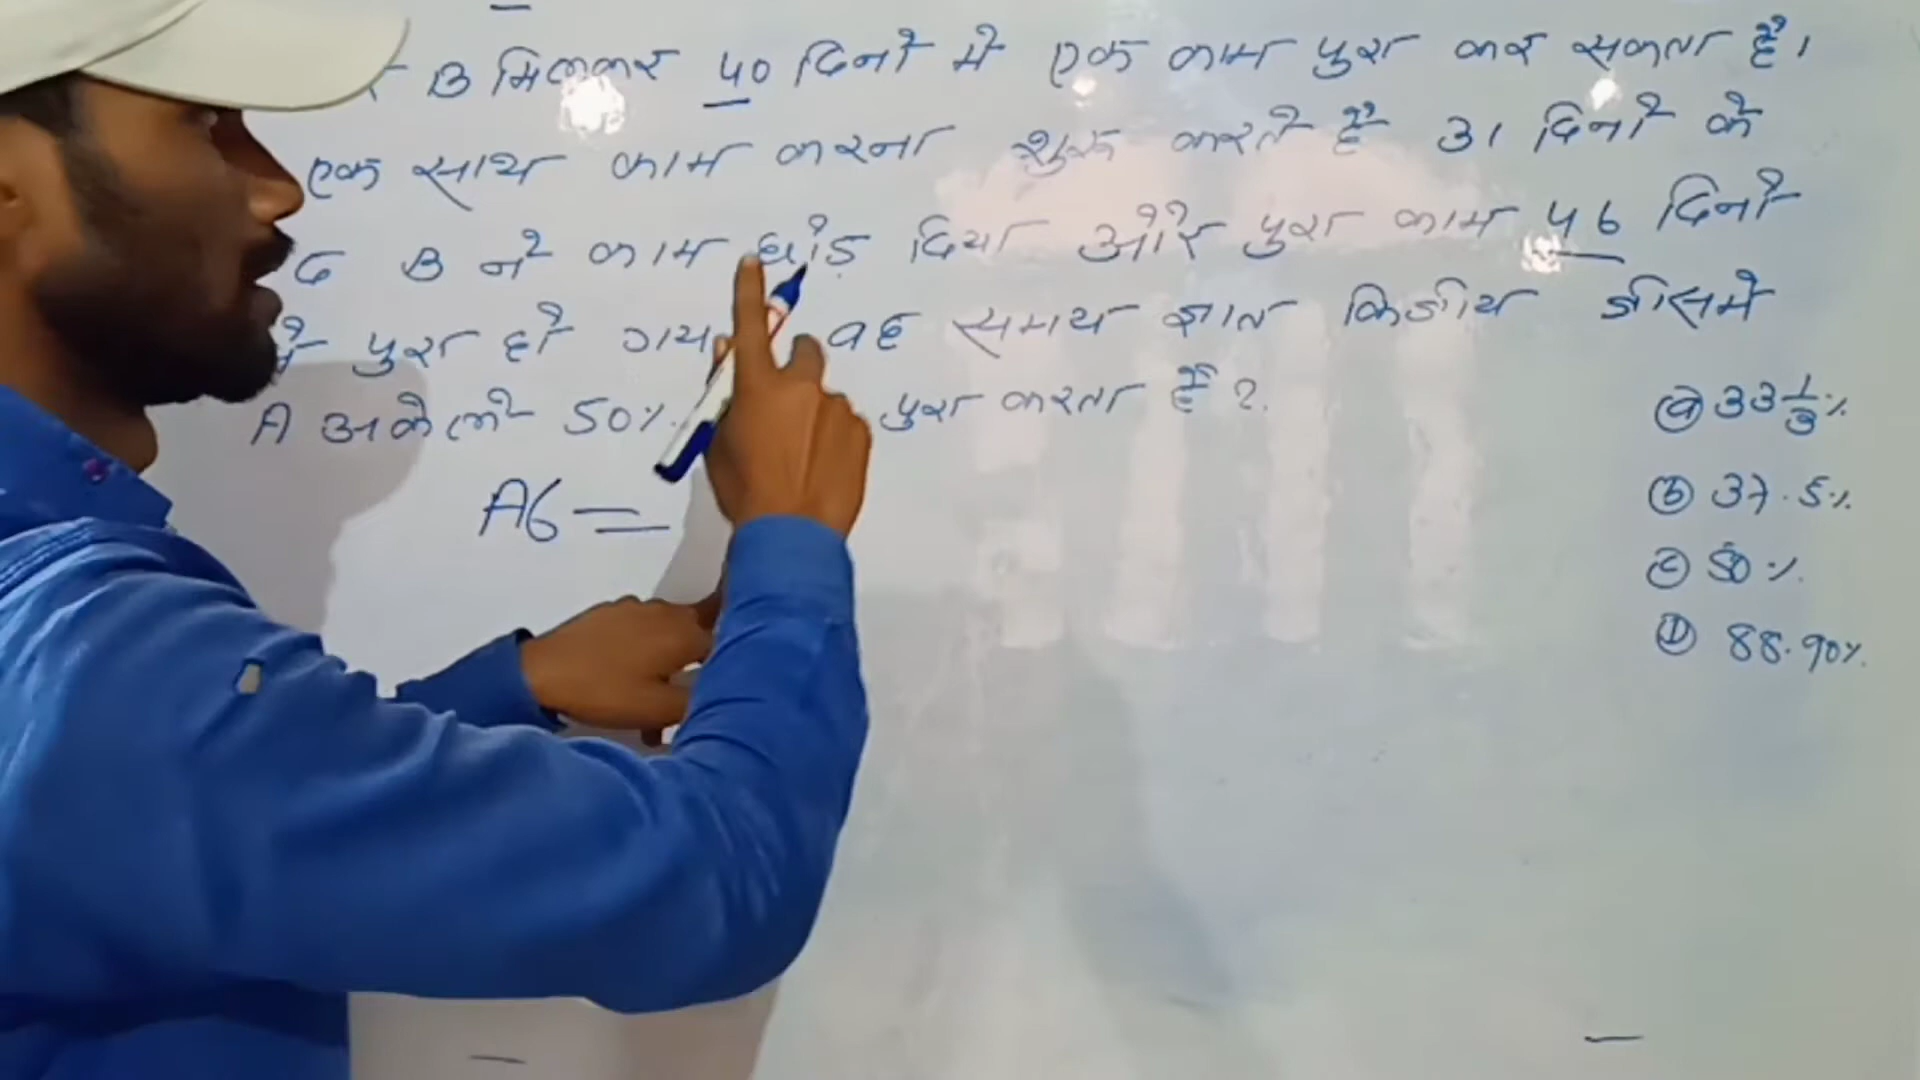 B मिलकर 40 दिनों में एक काम पुरा कर सकता है।
एक साथ काम करना शुरू करते हैं 31 दिनों के
द B ने काम छोड़ दिया और पुरा काम 46 दिनों
में पुरा हो गया वह समय ज्ञात किजीय जीसमे
A अकेले 50% पुरा करता है ?
A6 =
(a) 33 1/3 %
(b) 37.5%
(c) 50 %
(D) 88.90%